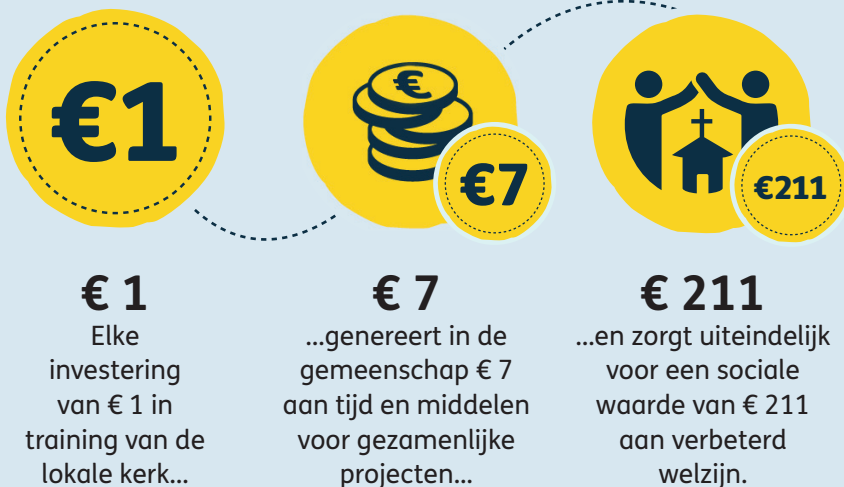 €1
€
€7
€211
€ 1
Elke
investering
van € 1 in
training van de
lokale kerk...
€ 7
...genereert in de
gemeenschap € 7
aan tijd en middelen
voor gezamenlijke
projecten...
€ 211
...en zorgt uiteindelijk
voor een sociale
waarde van € 211
aan verbeterd
welzijn.